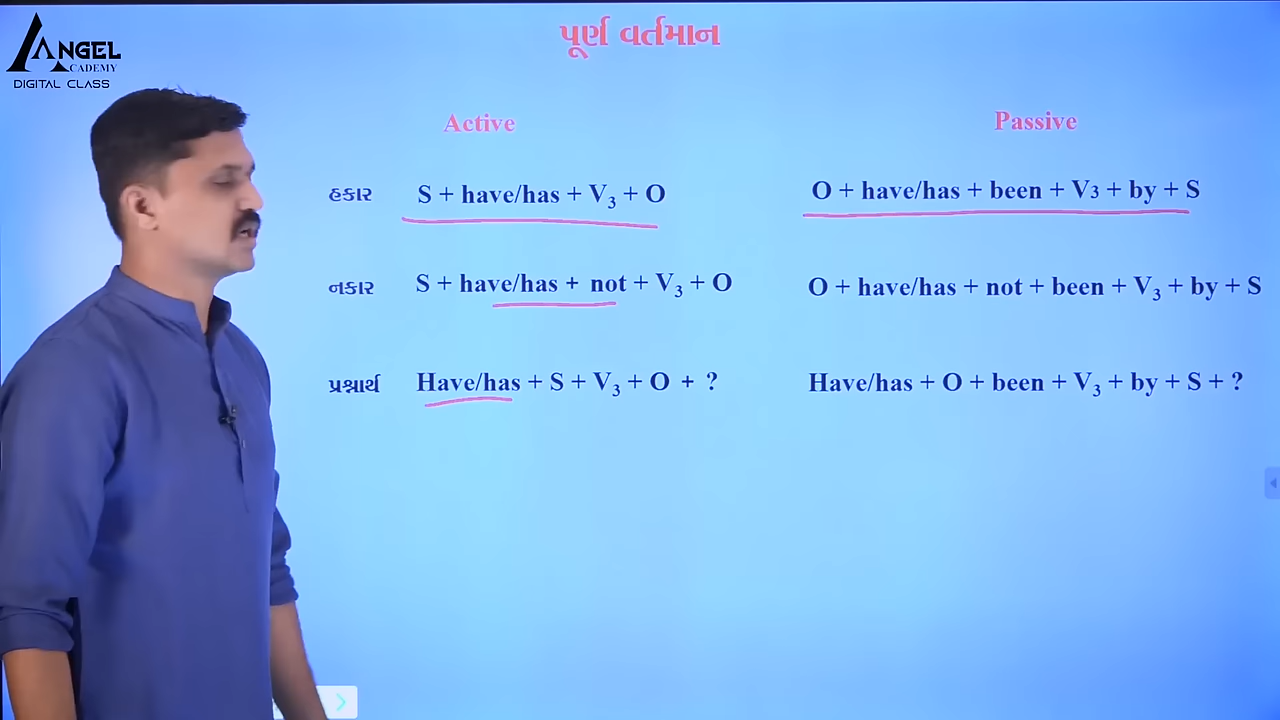 ANGEL
ACADEMY
DIGITAL CLASS
પૂર્ણ વર્તમાન
Active Passive
હકાર S + have/has + V₃ + O O + have/has + been + V3 + by + S
નકાર S + have/has + not + V₃ + O O + have/has + not + been + V₃ + by + S
પ્રશ્નાર્થ Have/has + S + V₃ + O + ? Have/has + O + been + V₃ + by + S + ?